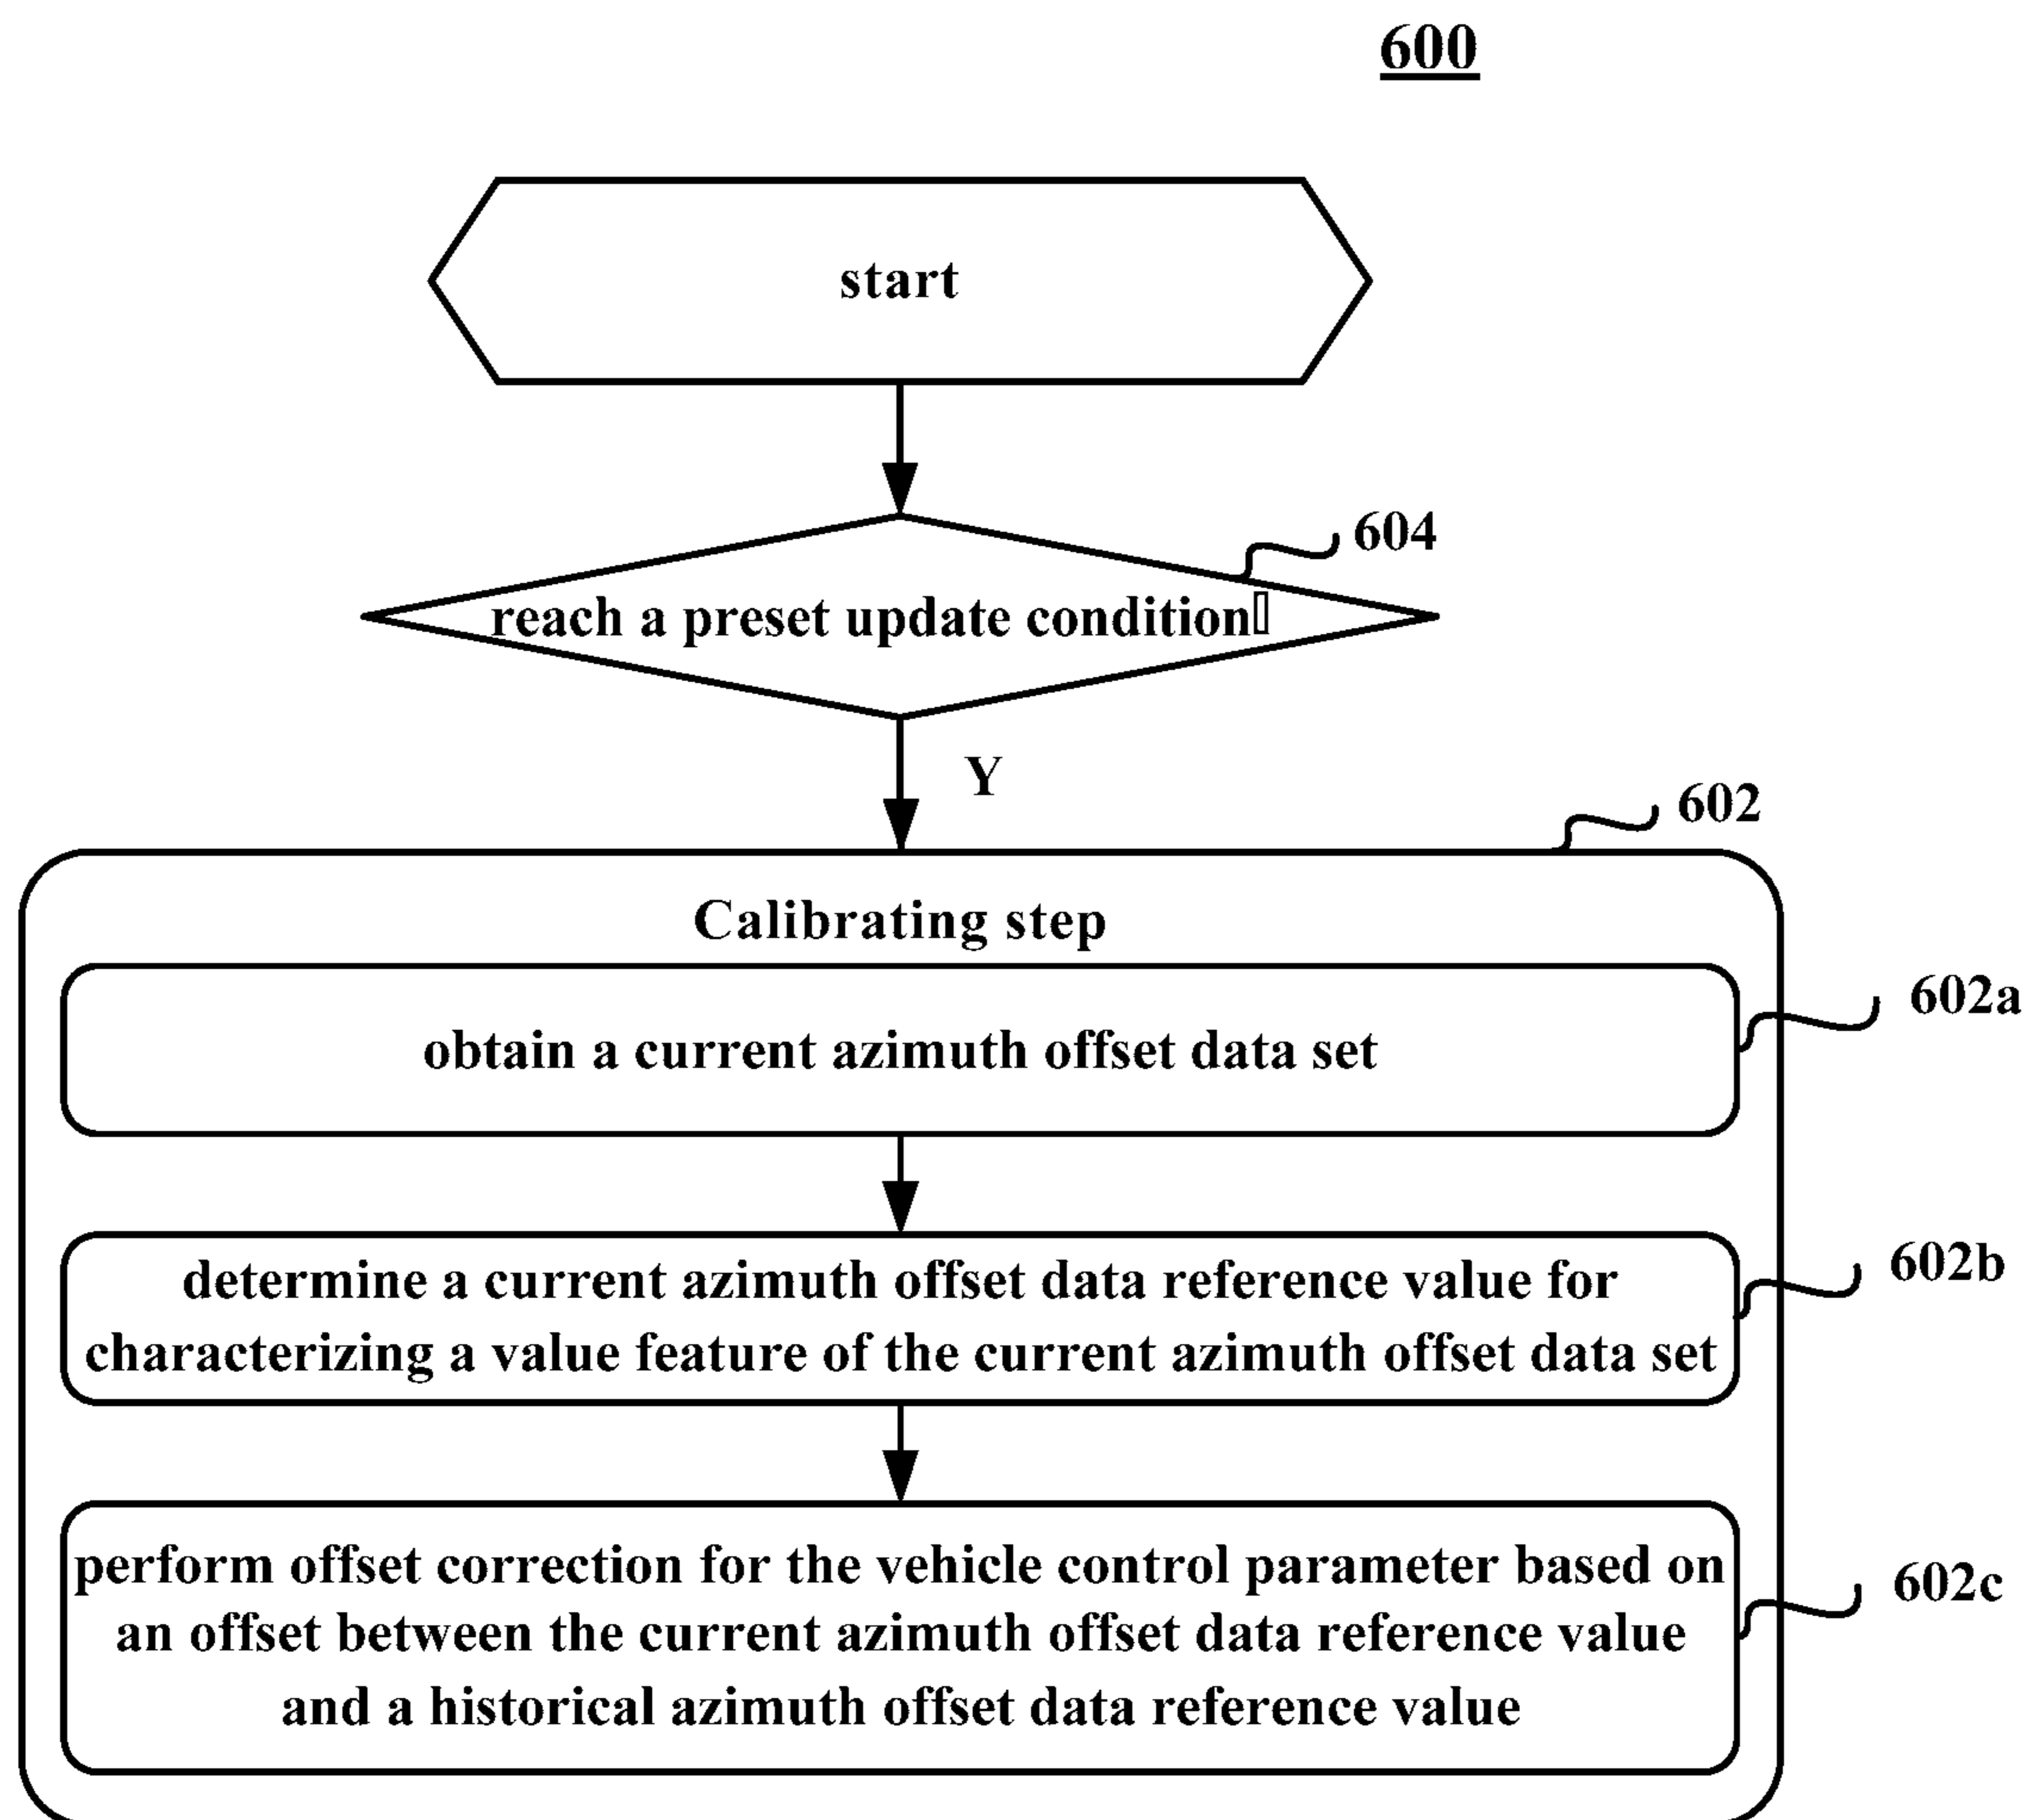 600
start
604
reach a preset update condition
Y
602
Calibrating step
602a
obtain a current azimuth offset data set
602b
determine a current azimuth offset data reference value for
characterizing a value feature of the current azimuth offset data set
602c
perform offset correction for the vehicle control parameter based on
an offset between the current azimuth offset data reference value
and a historical azimuth offset data reference value